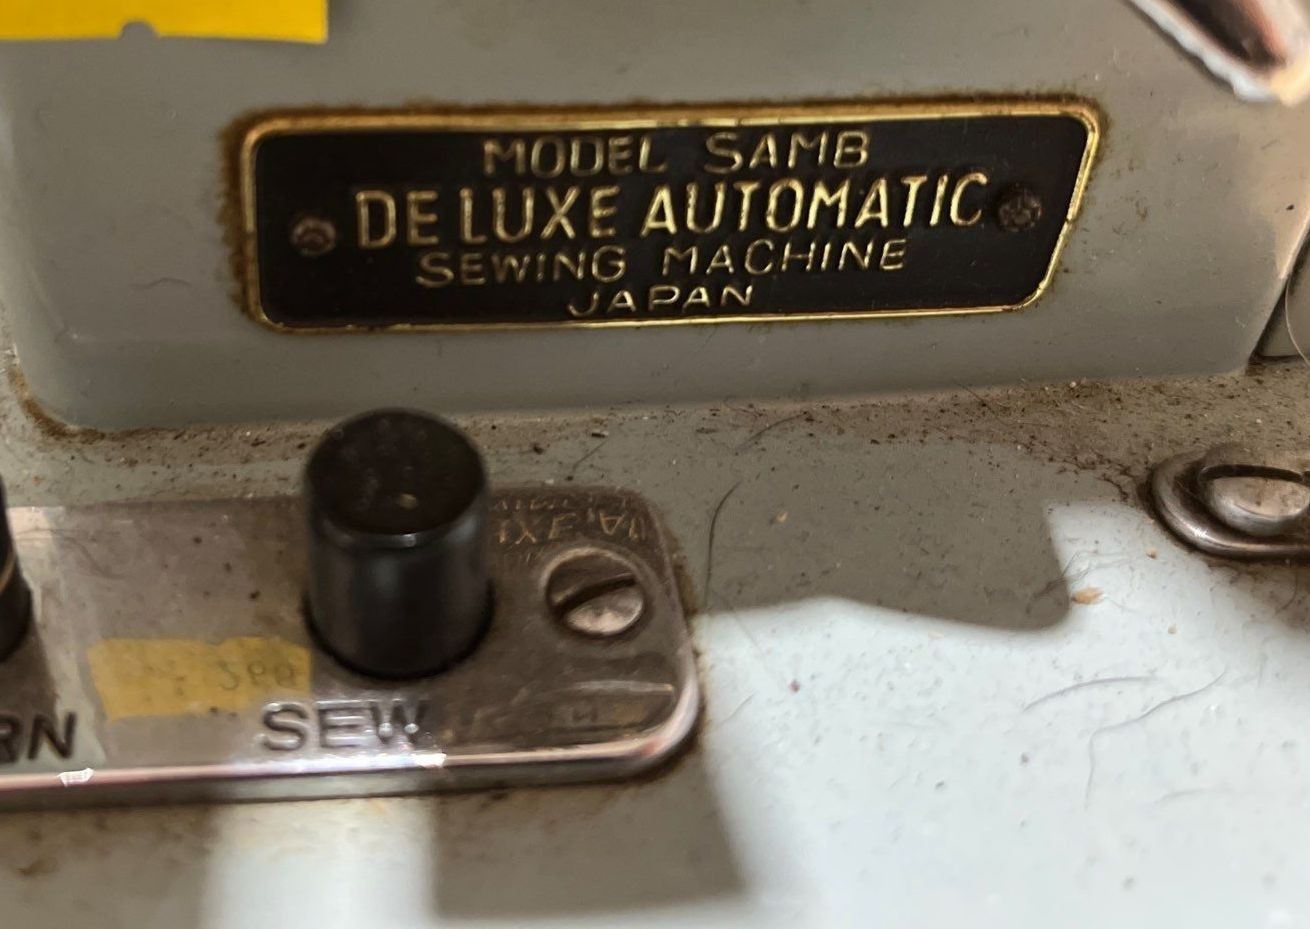 MODEL SAMB
DE LUXE AUTOMATIC
SEWING MACHINE
JAPAN
RN
SEW